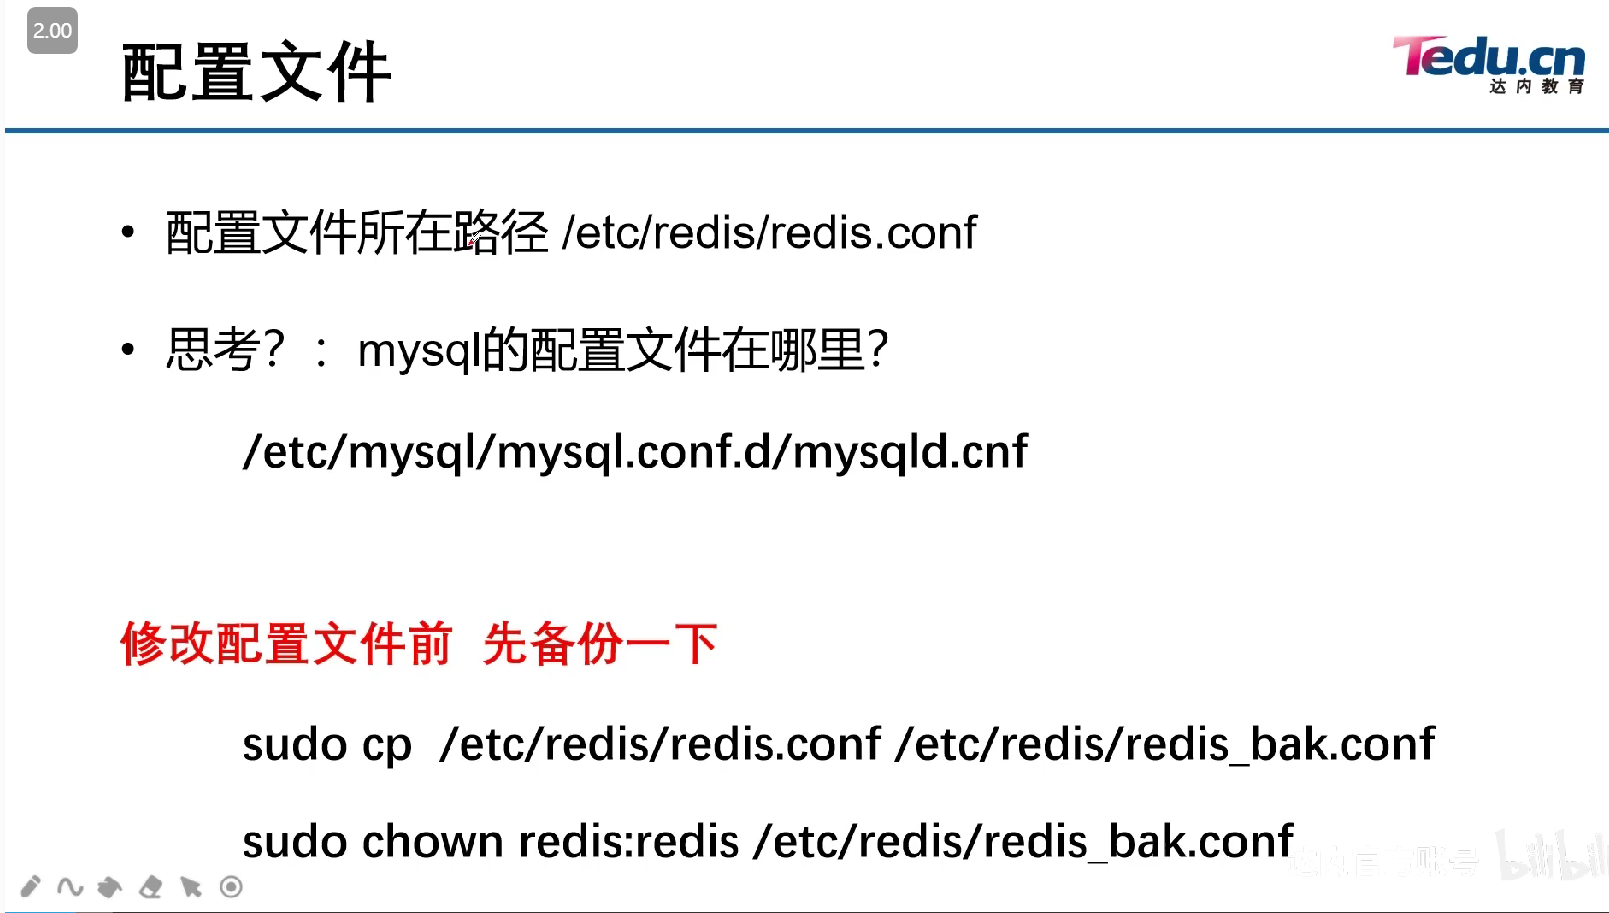 2.00
配置文件
Tedu.cn
达内教育
• 配置文件所在路径 /etc/redis/redis.conf
• 思考？： mysql的配置文件在哪里？
/etc/mysql/mysql.conf.d/mysqld.cnf
修改配置文件前 先备份一下
sudo cp /etc/redis/redis.conf /etc/redis/redis_bak.conf
sudo chown redis:redis /etc/redis/redis_bak.conf